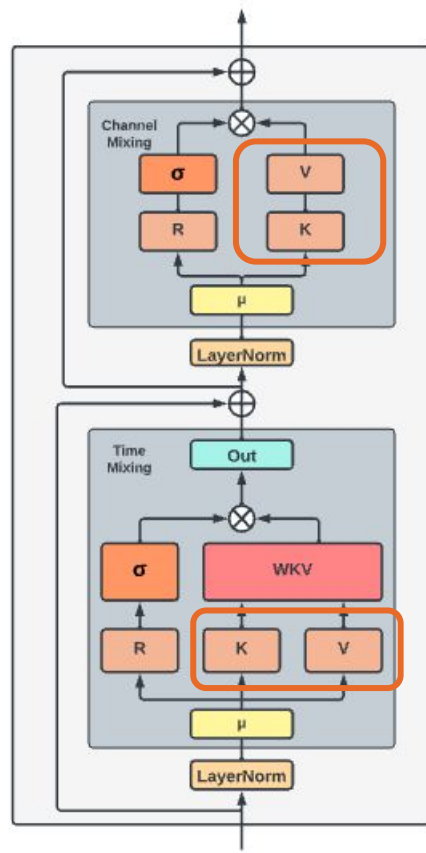 Channel
Mixing
σ
V
R
K
μ
LayerNorm
Time
Mixing
Out
σ
WKV
R
K
V
μ
LayerNorm